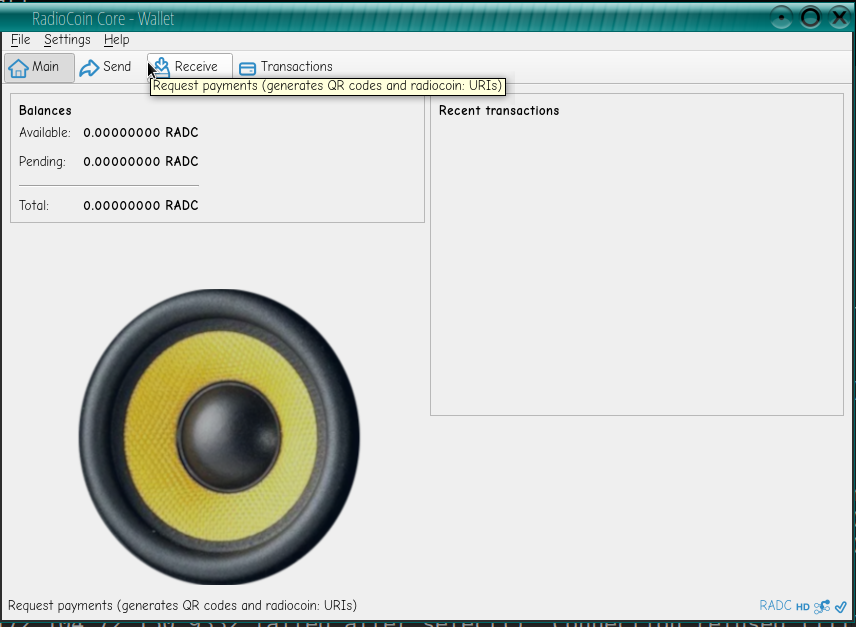 RadioCoin Core - Wallet
File Settings Help
Main Send Receive Transactions
Request payments (generates QR codes and radiocoin: URIs)
Balances
Available: 0.00000000 RADC
Pending: 0.00000000 RADC
Total: 0.00000000 RADC
Recent transactions
Request payments (generates QR codes and radiocoin: URIs)
RADC HD